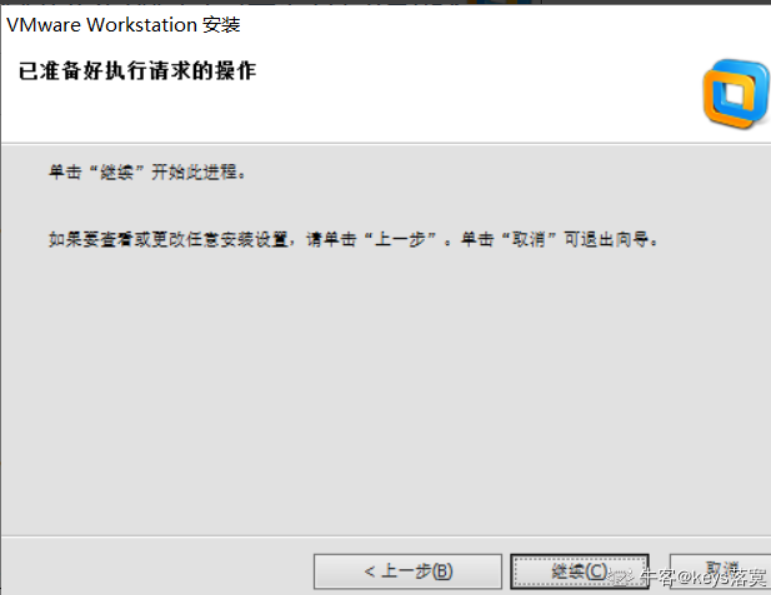 VMware Workstation 安装
已准备好执行请求的操作
单击“继续”开始此进程。
如果要查看或更改任意安装设置，请单击“上一步”。单击“取消”可退出向导。
< 上一步(B)
继续(C)
取消
牛客@keys落寞